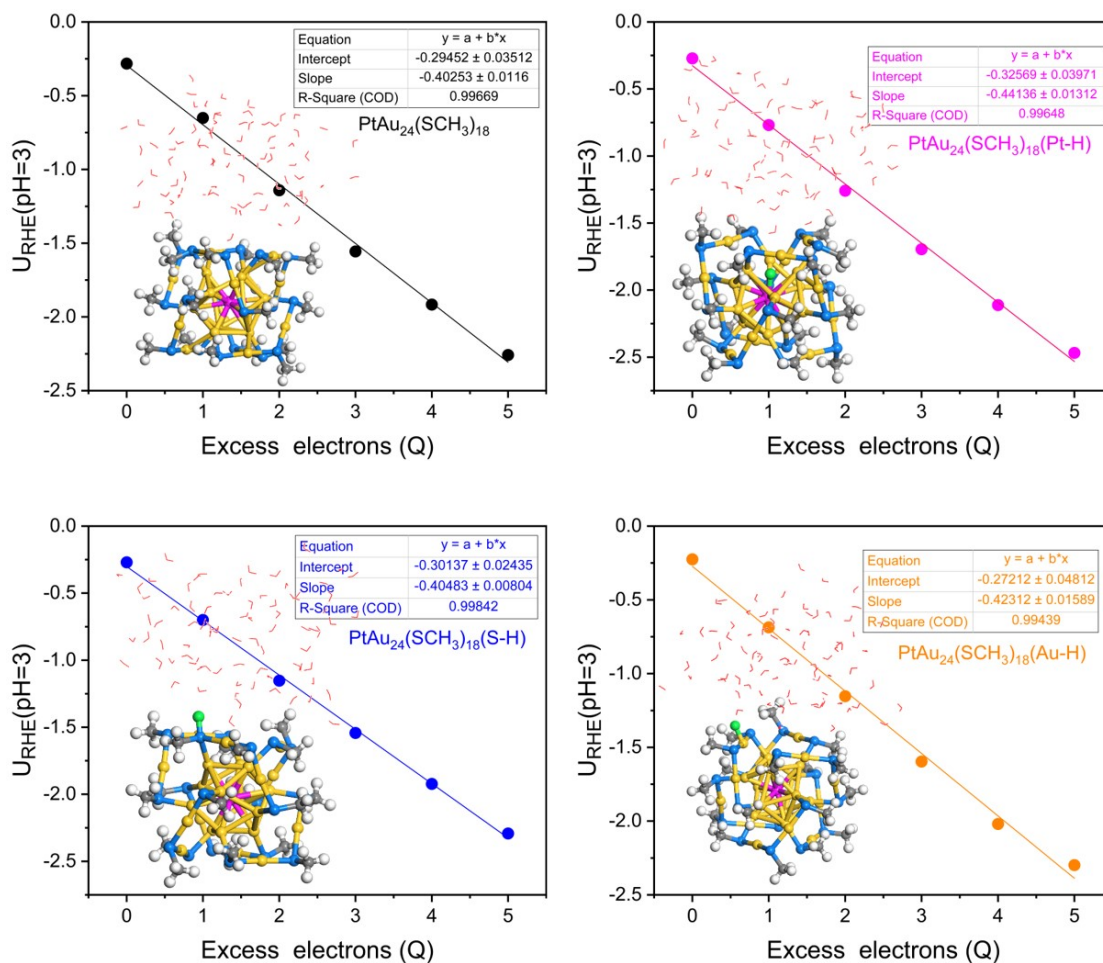 U_RHE(pH=3)
0.0
-0.5
-1.0
-1.5
-2.0
-2.5
Equation y = a + b*x
Intercept -0.29452 ± 0.03512
Slope -0.40253 ± 0.0116
R-Square (COD) 0.99669
PtAu₂₄(SCH₃)₁₈
0 1 2 3 4 5
Excess electrons (Q)
U_RHE(pH=3)
0.0
-0.5
-1.0
-1.5
-2.0
-2.5
Equation y = a + b*x
Intercept -0.32569 ± 0.03971
Slope -0.44136 ± 0.01312
R-Square (COD) 0.99648
PtAu₂₄(SCH₃)₁₈(Pt-H)
0 1 2 3 4 5
Excess electrons (Q)
U_RHE(pH=3)
0.0
-0.5
-1.0
-1.5
-2.0
-2.5
Equation y = a + b*x
Intercept -0.30137 ± 0.02435
Slope -0.40483 ± 0.00804
R-Square (COD) 0.99842
PtAu₂₄(SCH₃)₁₈(S-H)
0 1 2 3 4 5
Excess electrons (Q)
U_RHE(pH=3)
0.0
-0.5
-1.0
-1.5
-2.0
-2.5
Equation y = a + b*x
Intercept -0.27212 ± 0.04812
Slope -0.42312 ± 0.01589
R-Square (COD) 0.99439
PtAu₂₄(SCH₃)₁₈(Au-H)
0 1 2 3 4 5
Excess electrons (Q)